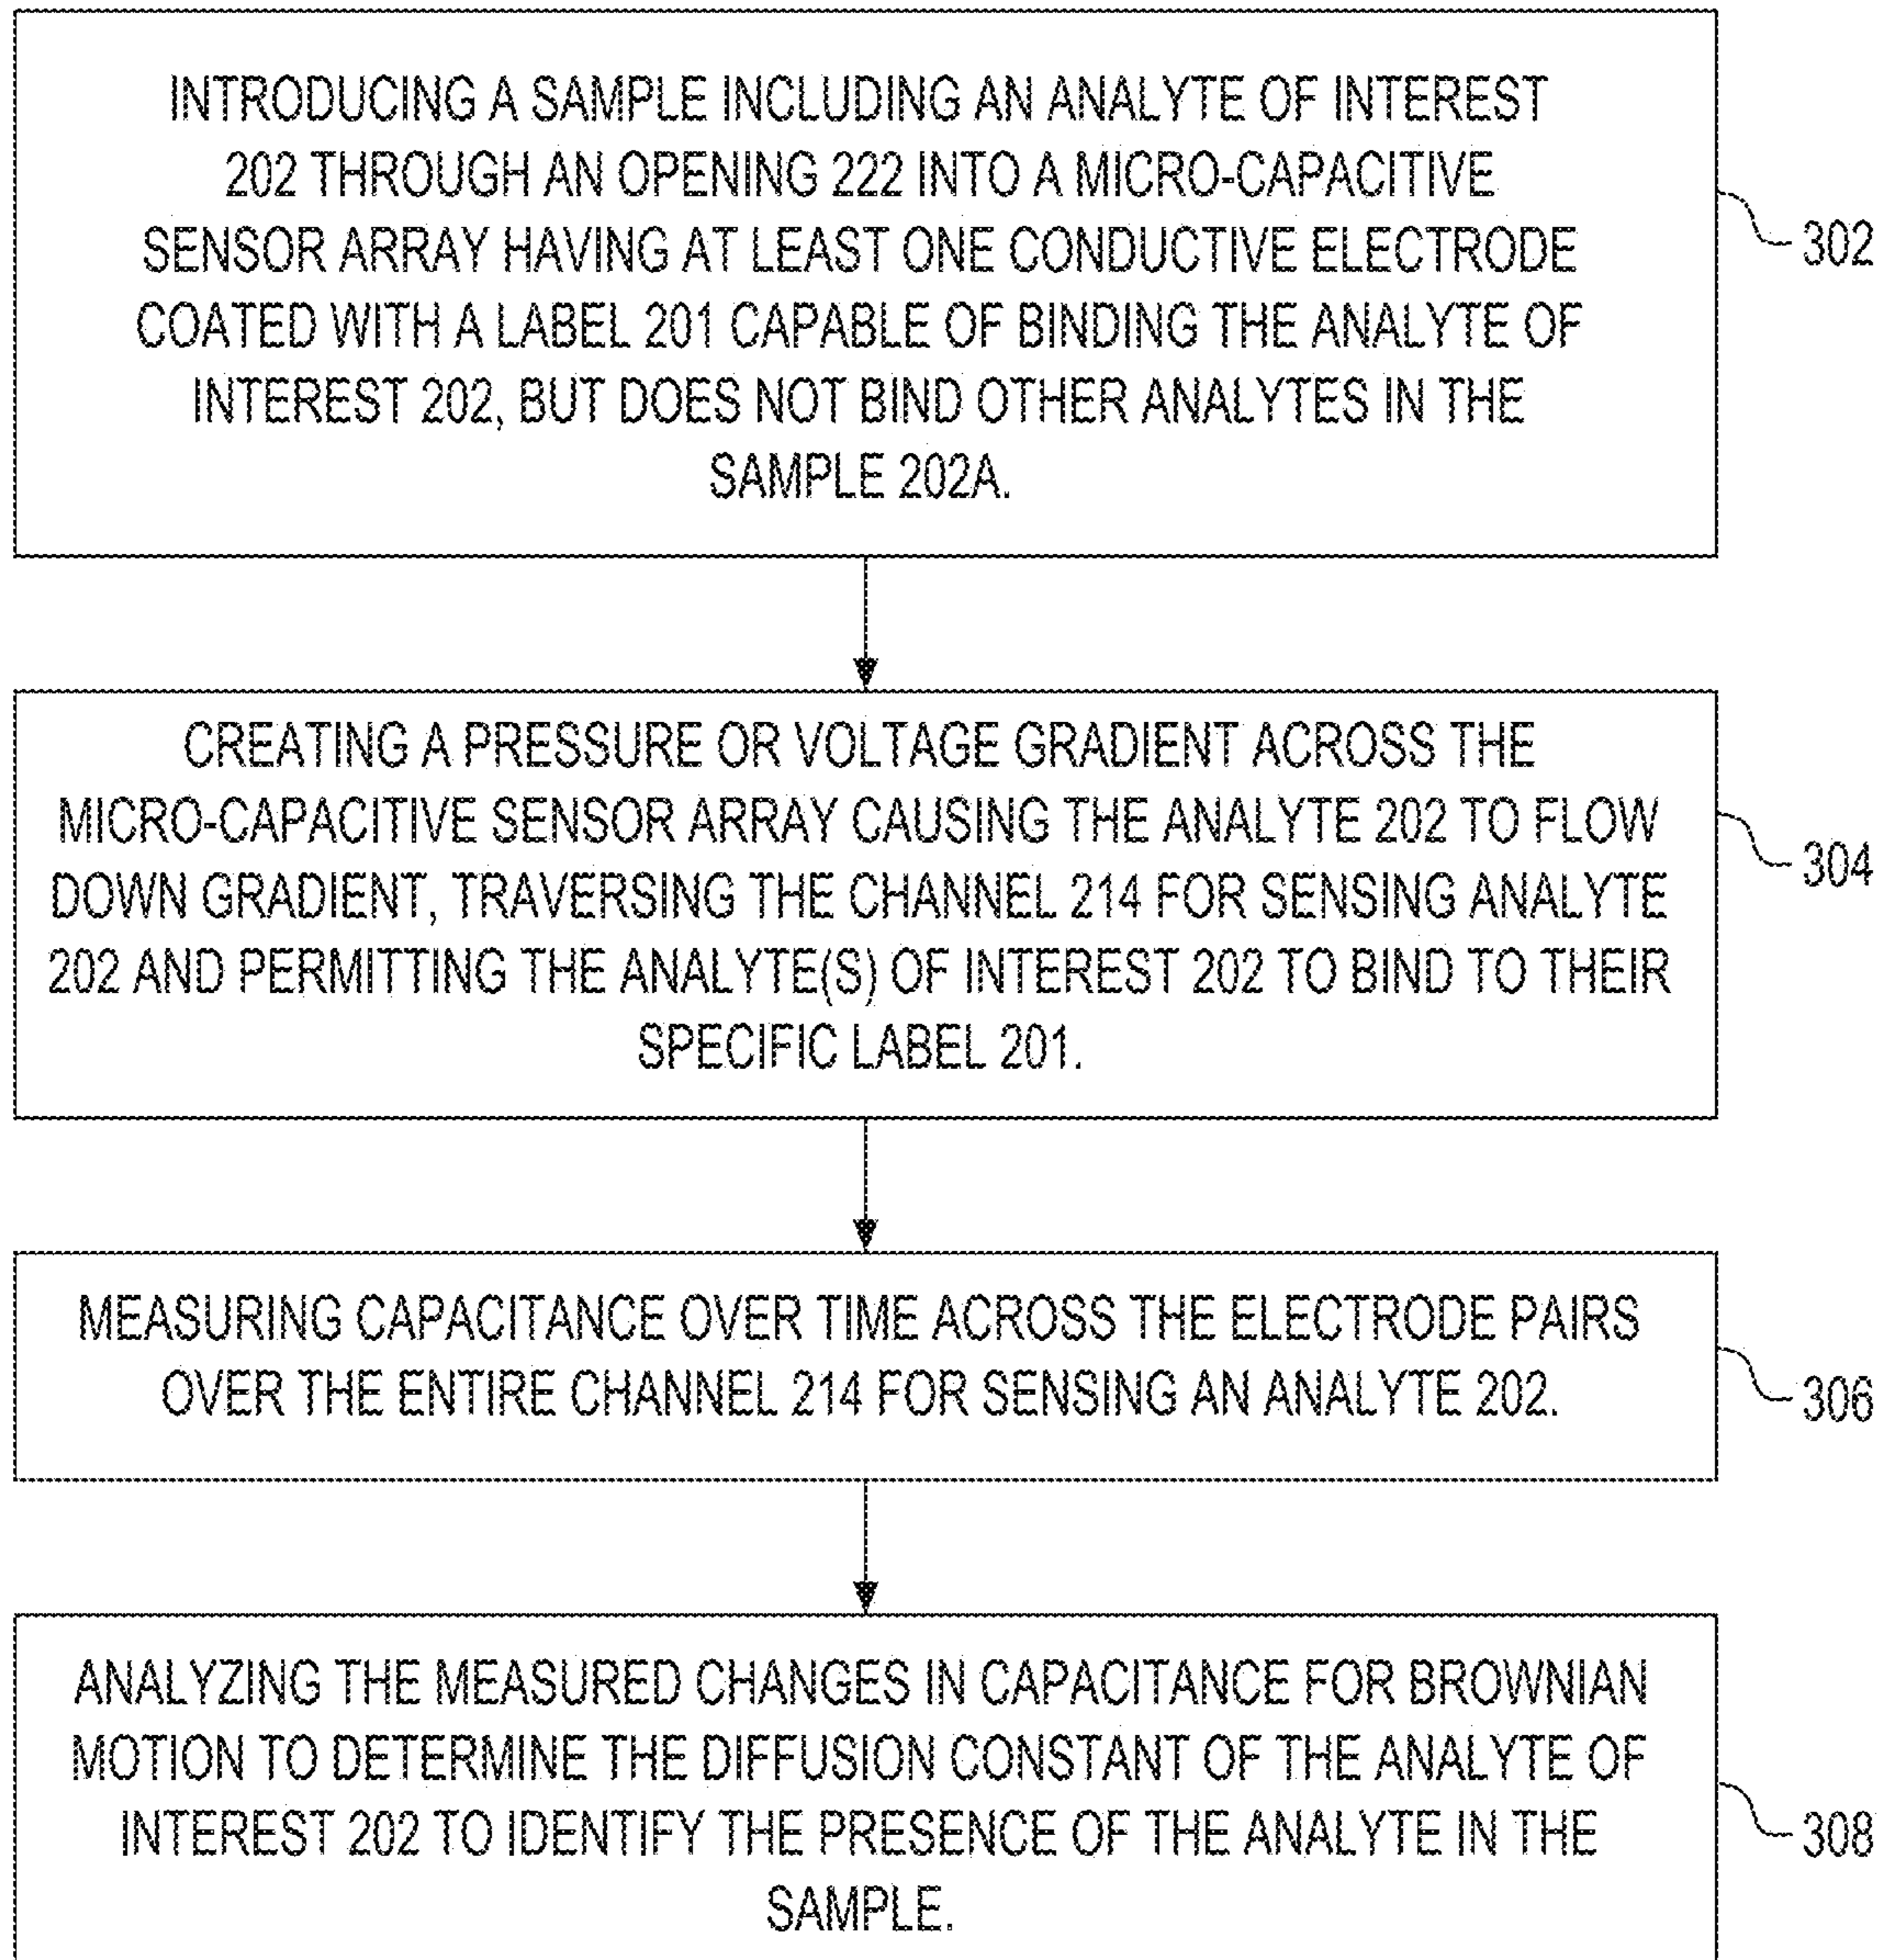 INTRODUCING A SAMPLE INCLUDING AN ANALYTE OF INTEREST
202 THROUGH AN OPENING 222 INTO A MICRO-CAPACITIVE
SENSOR ARRAY HAVING AT LEAST ONE CONDUCTIVE ELECTRODE
COATED WITH A LABEL 201 CAPABLE OF BINDING THE ANALYTE OF
INTEREST 202, BUT DOES NOT BIND OTHER ANALYTES IN THE
SAMPLE 202A.
302
CREATING A PRESSURE OR VOLTAGE GRADIENT ACROSS THE
MICRO-CAPACITIVE SENSOR ARRAY CAUSING THE ANALYTE 202 TO FLOW
DOWN GRADIENT, TRAVERSING THE CHANNEL 214 FOR SENSING ANALYTE
202 AND PERMITTING THE ANALYTE(S) OF INTEREST 202 TO BIND TO THEIR
SPECIFIC LABEL 201.
304
MEASURING CAPACITANCE OVER TIME ACROSS THE ELECTRODE PAIRS
OVER THE ENTIRE CHANNEL 214 FOR SENSING AN ANALYTE 202.
306
ANALYZING THE MEASURED CHANGES IN CAPACITANCE FOR BROWNIAN
MOTION TO DETERMINE THE DIFFUSION CONSTANT OF THE ANALYTE OF
INTEREST 202 TO IDENTIFY THE PRESENCE OF THE ANALYTE IN THE
SAMPLE.
308